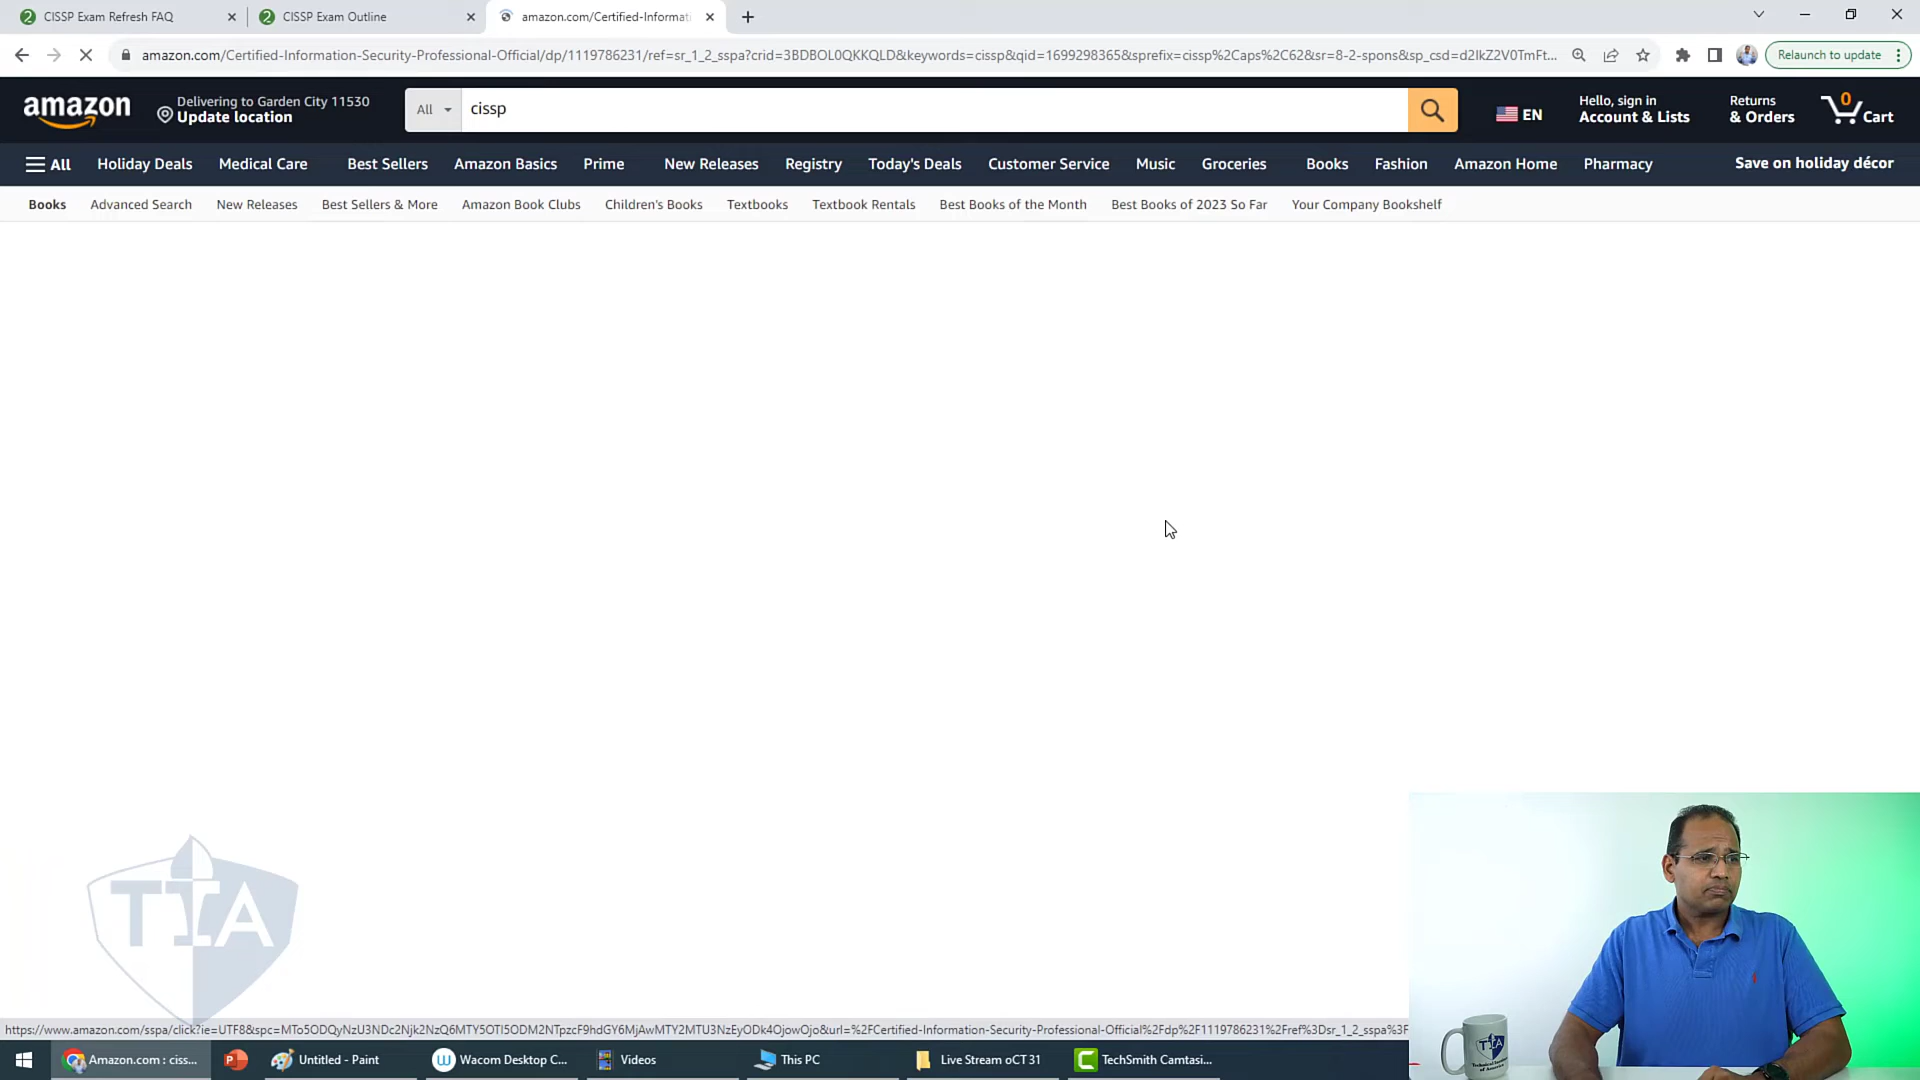 CISSP Exam Refresh FAQ
CISSP Exam Outline
amazon.com/Certified-Informat
amazon.com/Certified-Information-Security-Professional-Official/dp/1119786231/ref=sr_1_2_sspa?crid=3BDBOL0QKKQLD&keywords=cissp&qid=1699298365&sprefix=cissp%2Caps%2C62&sr=8-2-spons&sp_csd=d2lkZ2V0TmFt...
Relaunch to update
amazon
Delivering to Garden City 11530
Update location
All
cissp
EN
Hello, sign in
Account & Lists
Returns
& Orders
0
Cart
All
Holiday Deals
Medical Care
Best Sellers
Amazon Basics
Prime
New Releases
Registry
Today's Deals
Customer Service
Music
Groceries
Books
Fashion
Amazon Home
Pharmacy
Save on holiday décor
Books
Advanced Search
New Releases
Best Sellers & More
Amazon Book Clubs
Children's Books
Textbooks
Textbook Rentals
Best Books of the Month
Best Books of 2023 So Far
Your Company Bookshelf
TIA
https://www.amazon.com/sspa/click?ie=UTF8&spc=MTo5ODQyNzU3NDc2Njk2NzQ6MTY5OTI5ODM2NTpzcF9hdGY6MjAwMTY2MTU3NzEyODk4OjowOjo&url=%2FCertified-Information-Security-Professional-Official%2Fdp%2F1119786231%2Fref%3Dsr_1_2_sspa%3F
Amazon.com : ciss...
Untitled - Paint
Wacom Desktop C...
Videos
This PC
Live Stream oCT 31
TechSmith Camtasi...
TIA